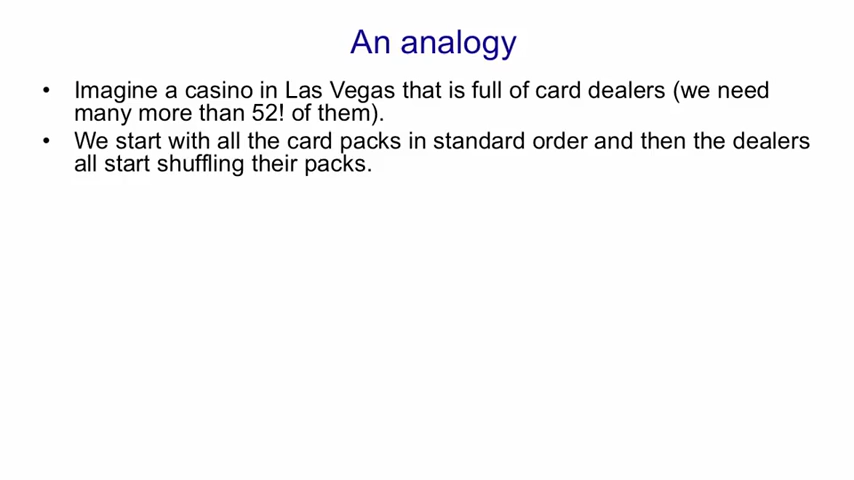 An analogy
• Imagine a casino in Las Vegas that is full of card dealers (we need
many more than 52! of them).
• We start with all the card packs in standard order and then the dealers
all start shuffling their packs.